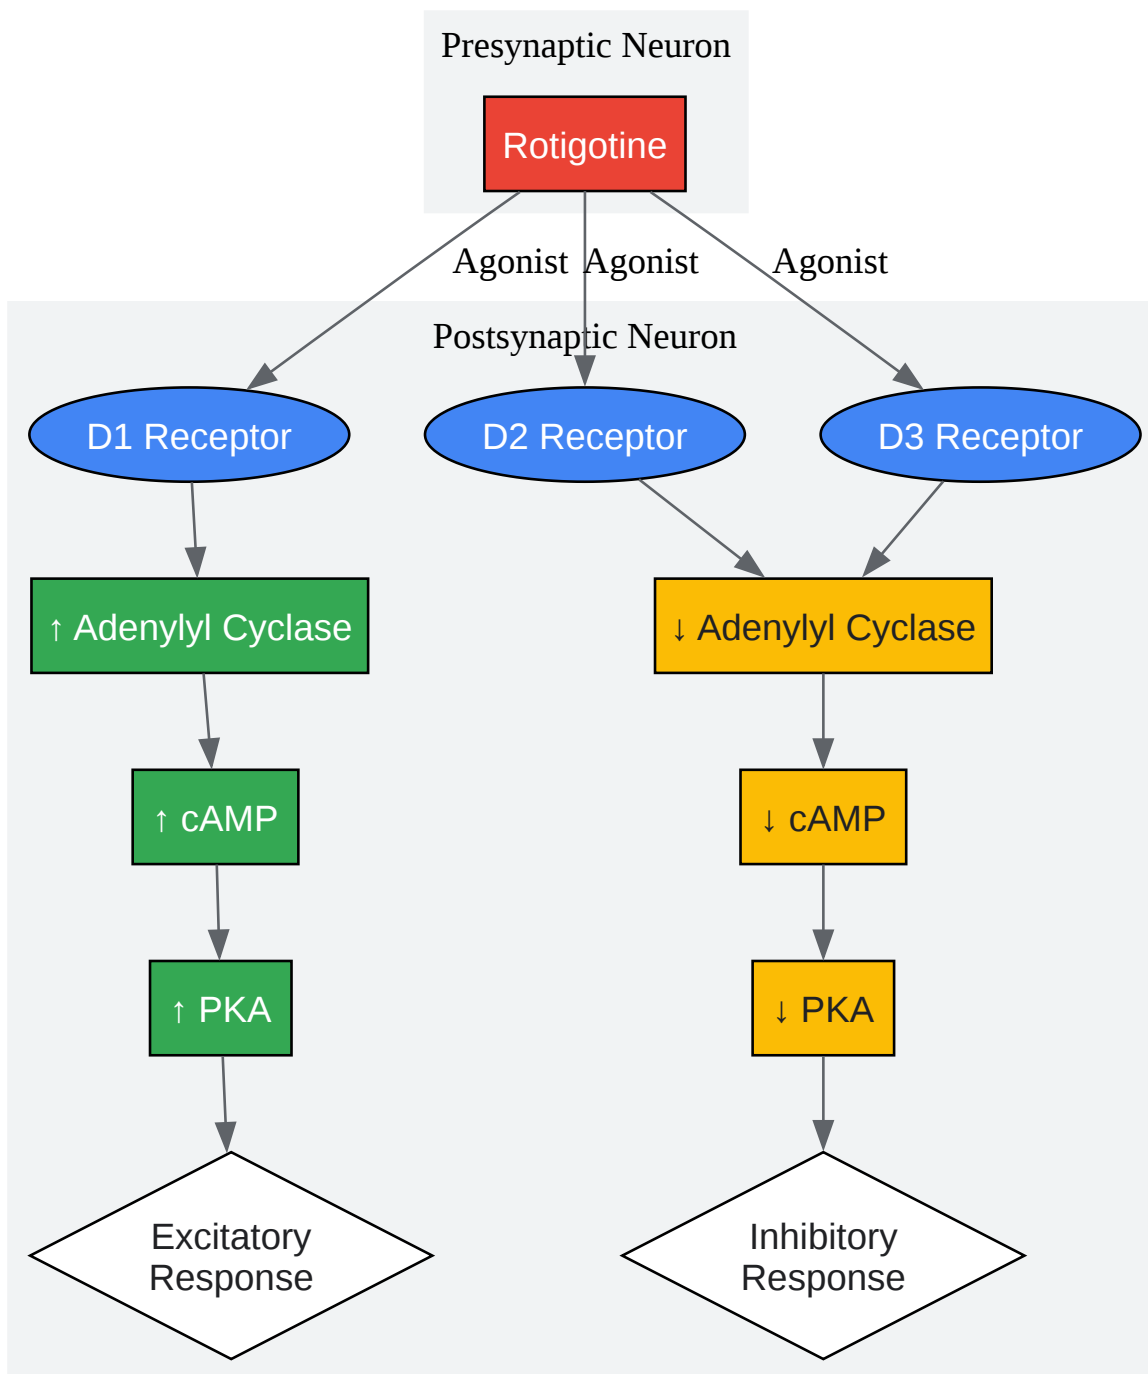 Presynaptic Neuron
Rotigotine
Agonist Agonist Agonist
Postsynaptic Neuron
D1 Receptor D2 Receptor D3 Receptor
↑ Adenylyl Cyclase ↓ Adenylyl Cyclase
↑ cAMP ↓ cAMP
↑ PKA ↓ PKA
Excitatory Inhibitory
Response Response